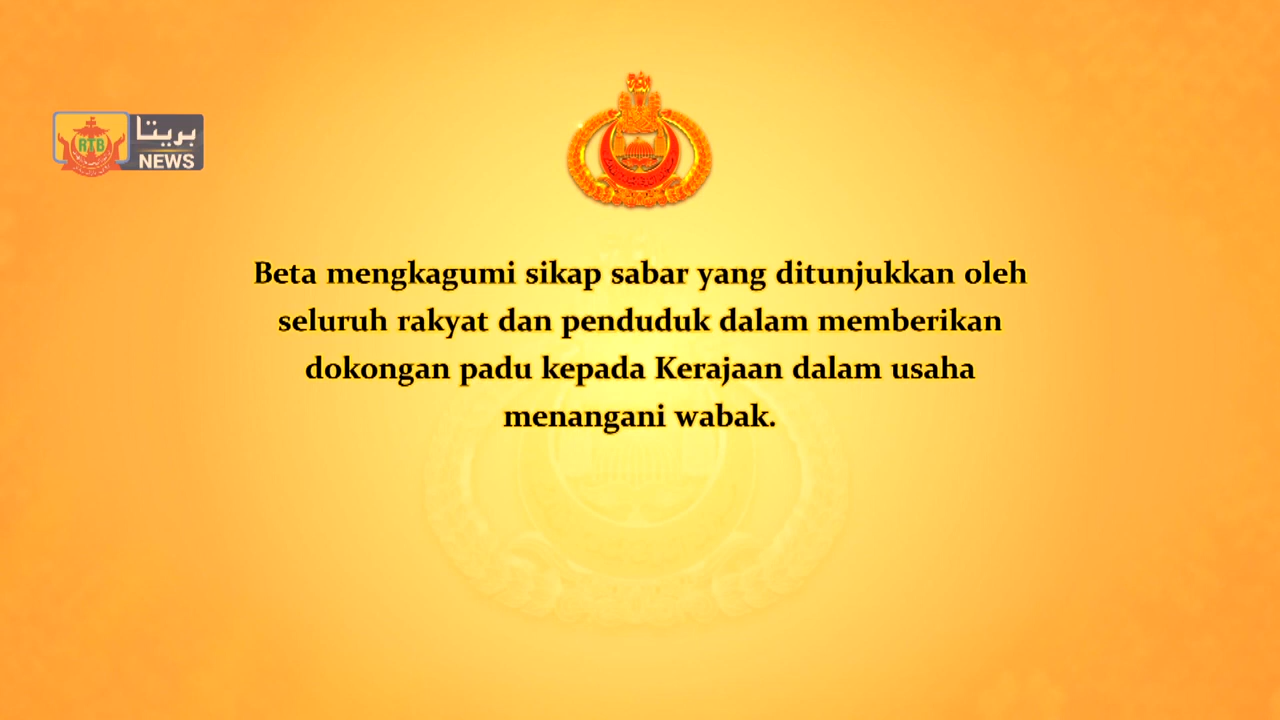 RTB
بريتا
NEWS
Beta mengkagumi sikap sabar yang ditunjukkan oleh
seluruh rakyat dan penduduk dalam memberikan
dokongan padu kepada Kerajaan dalam usaha
menangani wabak.